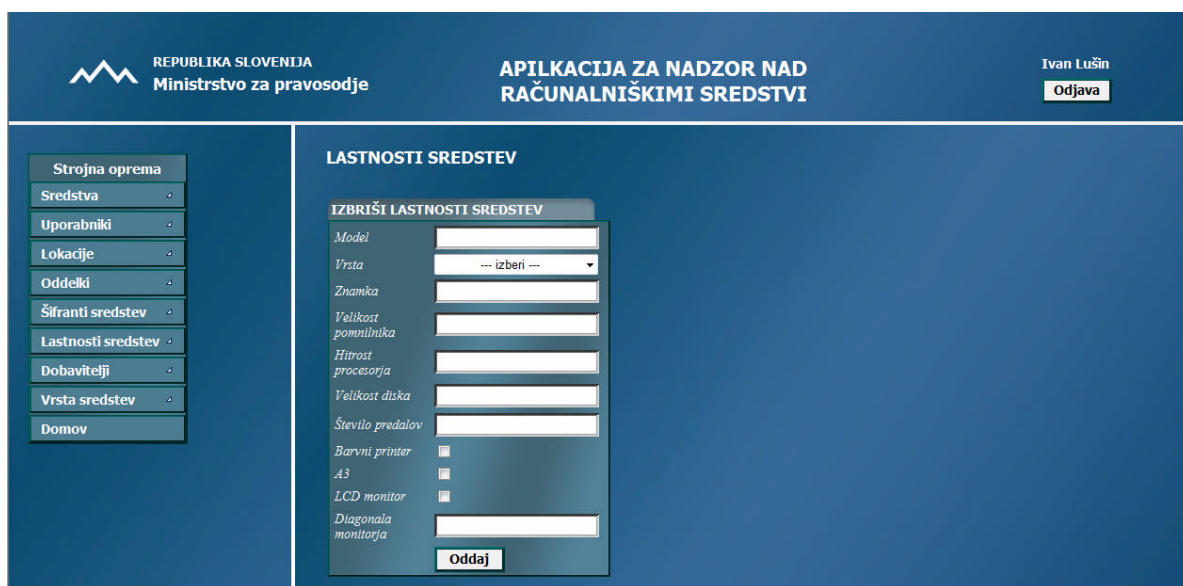 REPUBLIKA SLOVENIJA
Ministrstvo za pravosodje
APILKACIJA ZA NADZOR NAD
RAČUNALNIŠKIMI SREDSTVI
Ivan Lušin
Odjava
Strojna oprema
Sredstva
Uporabniki
Lokacije
Oddelki
Šifranti sredstev
Lastnosti sredstev
Dobavitelji
Vrsta sredstev
Domov
LASTNOSTI SREDSTEV
IZBRIŠI LASTNOSTI SREDSTEV
Model
Vrsta
--- izberi ---
Znamka
Velikost
pomnilnika
Hitrost
procesorja
Velikost diska
Število predalov
Barvni printer
A3
LCD monitor
Diagonala
monitorja
Oddaj